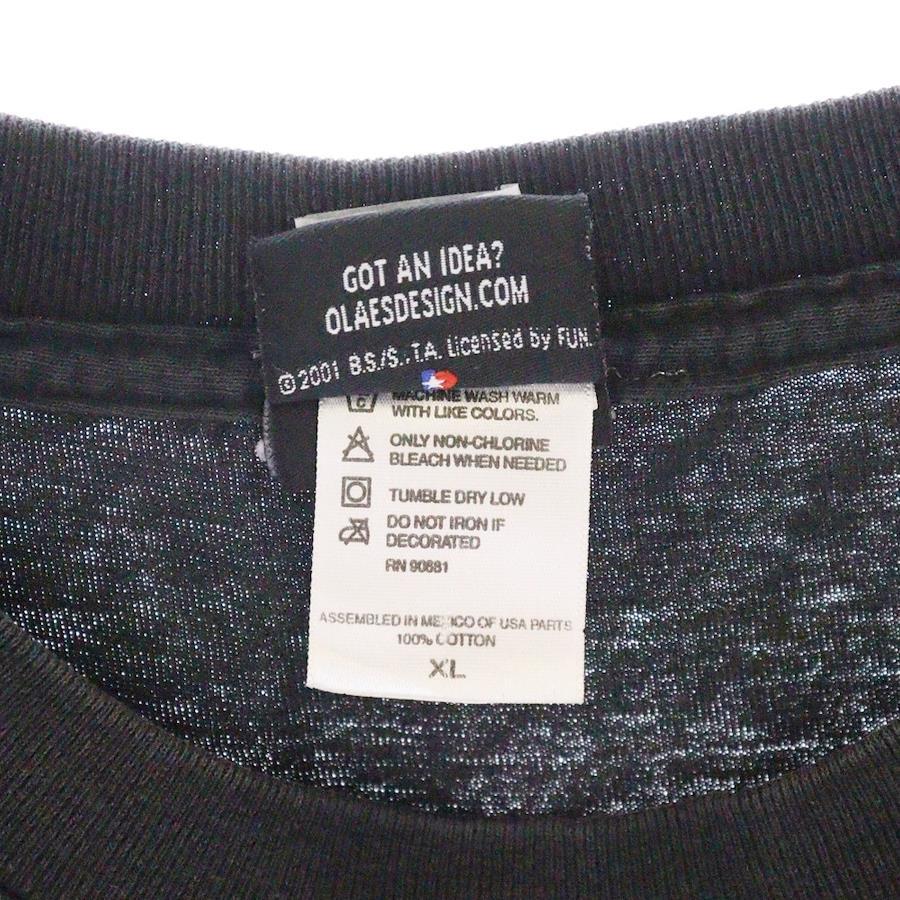 GOT AN IDEA?
OLAESDESIGN.COM
©2001 B.S./S.,T.A. Licensed by FUN.
MACHINE WASH WARM
WITH LIKE COLORS.
ONLY NON-CHLORINE
BLEACH WHEN NEEDED
TUMBLE DRY LOW
DO NOT IRON IF
DECORATED
RN 90881
ASSEMBLED IN MEXICO OF USA PARTS
100% COTTON
XL